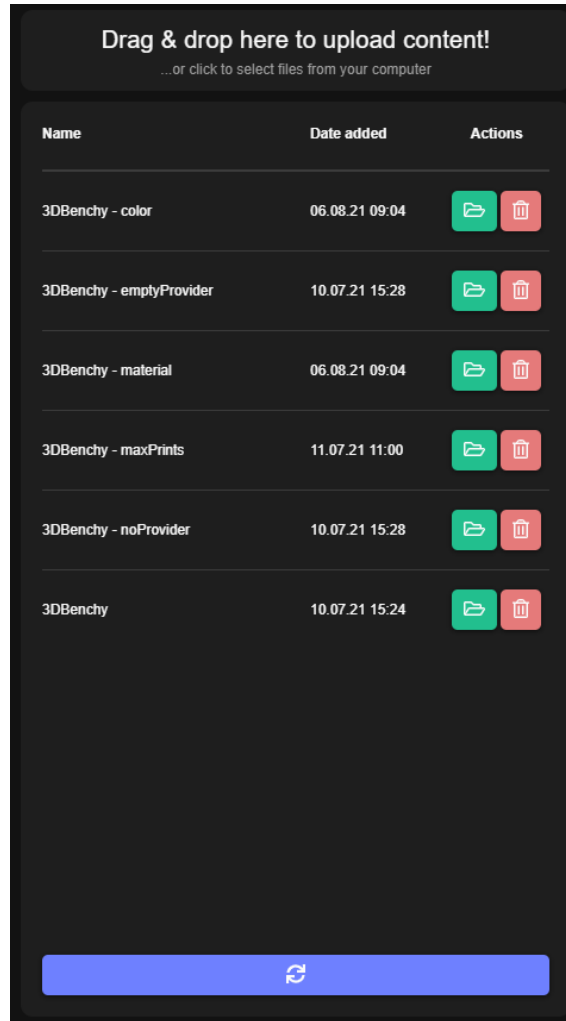 Drag & drop here to upload content!
...or click to select files from your computer
Name Date added Actions
3DBenchy - color 06.08.21 09:04
3DBenchy - emptyProvider 10.07.21 15:28
3DBenchy - material 06.08.21 09:04
3DBenchy - maxPrints 11.07.21 11:00
3DBenchy - noProvider 10.07.21 15:28
3DBenchy 10.07.21 15:24